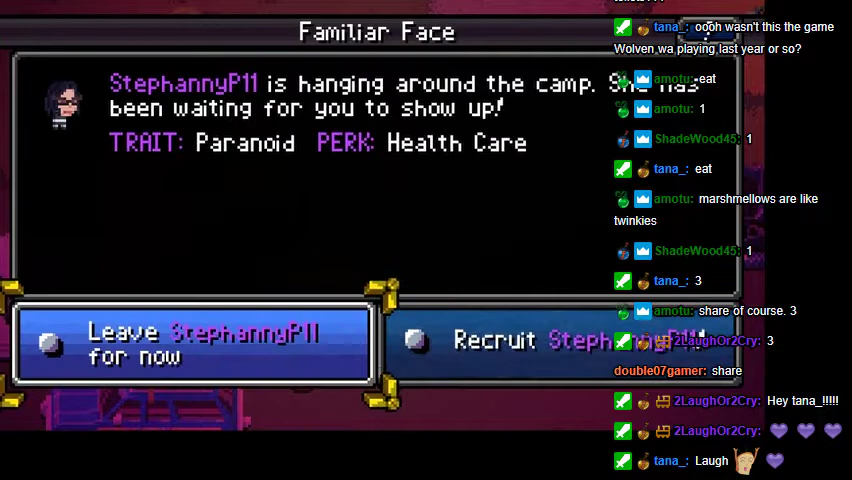 Familiar Face
StephannyP11 is hanging around the camp. She has
been waiting for you to show up!
TRAIT: Paranoid PERK: Health Care
Leave StephannyP11
for now
Recruit StephannyP11!
tana_: oooh wasn't this the game
Wolven wa playing last year or so?
amotu: eat
amotu: 1
ShadeWood45: 1
tana_: eat
amotu: marshmellows are like
twinkies
ShadeWood45: 1
tana_: 3
amotu: share of course. 3
2LaughOr2Cry: 3
double07gamer: share
2LaughOr2Cry: Hey tana_!!!!!
2LaughOr2Cry:
tana_: Laugh